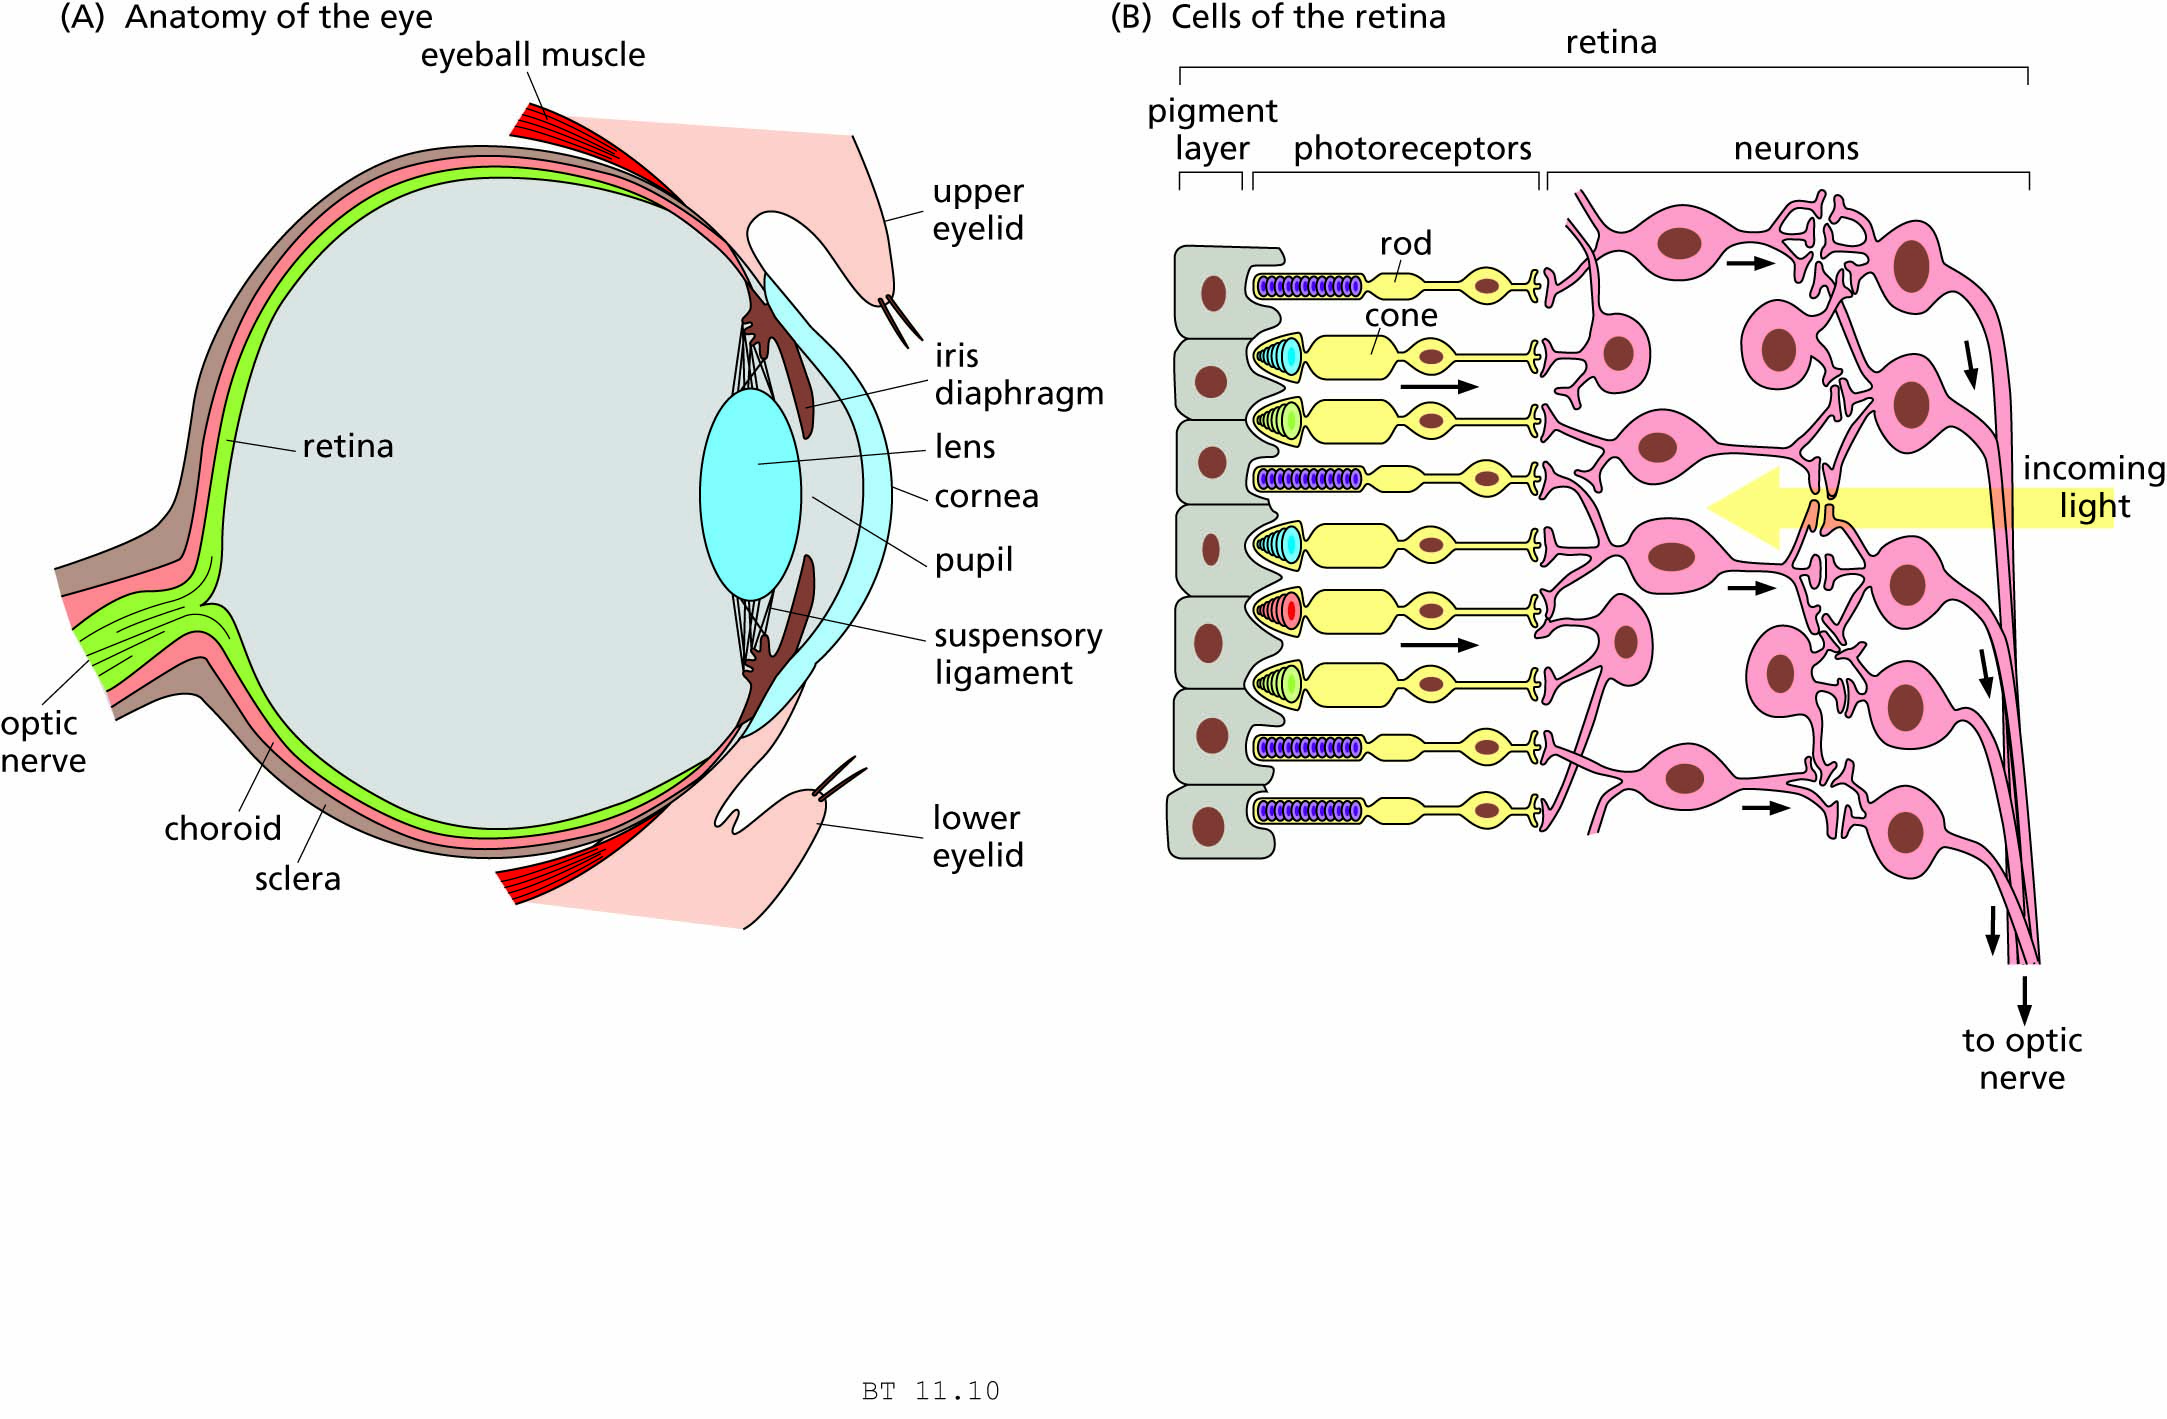 (A) Anatomy of the eye
eyeball muscle
upper
eyelid
iris
diaphragm
lens
cornea
pupil
suspensory
ligament
lower
eyelid
retina
optic
nerve
choroid
sclera
(B) Cells of the retina
retina
pigment
layer
photoreceptors
neurons
rod
cone
incoming
light
to optic
nerve
BT 11.10